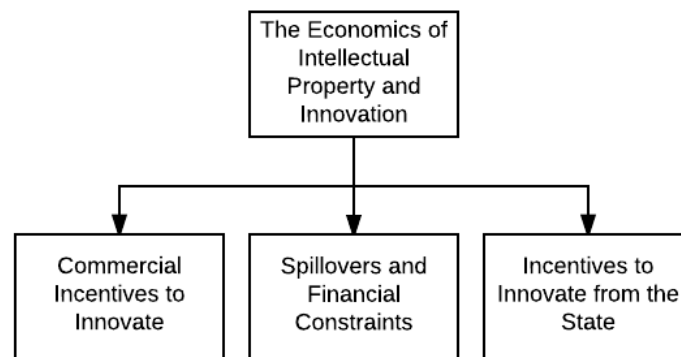 The Economics of
Intellectual
Property and
Innovation
Commercial
Incentives to
Innovate
Spillovers and
Financial
Constraints
Incentives to
Innovate from the
State